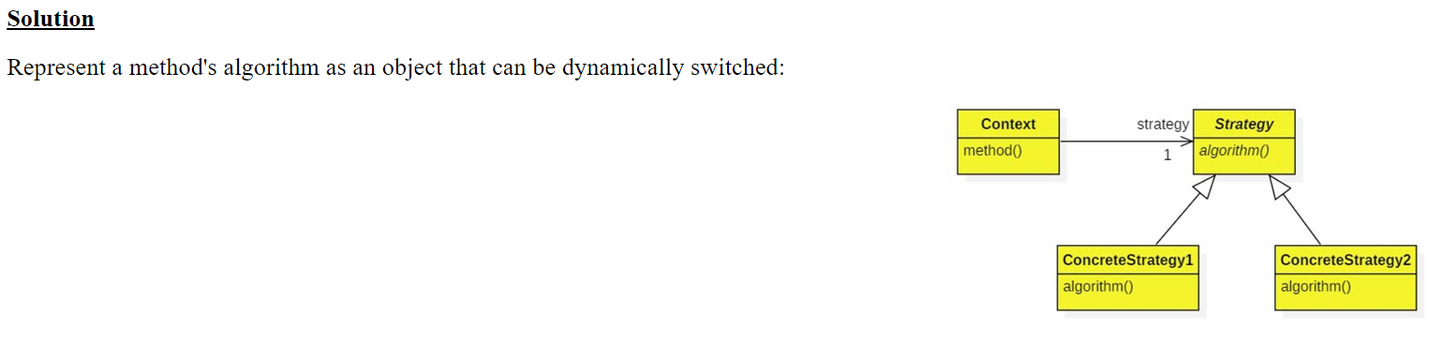 Solution
Represent a method's algorithm as an object that can be dynamically switched:
Context
method()
strategy
1
Strategy
algorithm()
ConcreteStrategy1
algorithm()
ConcreteStrategy2
algorithm()